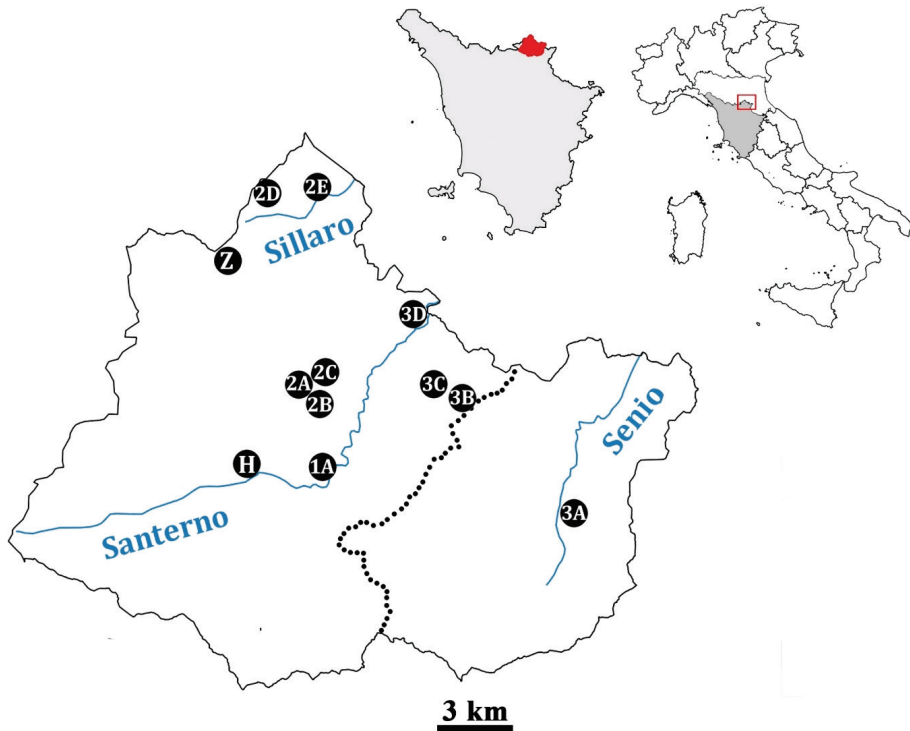 2D
2E
Sillaro
Z
3D
2C
2A
2B
3C
3B
Senio
H
1A
3A
Santerno
3 km